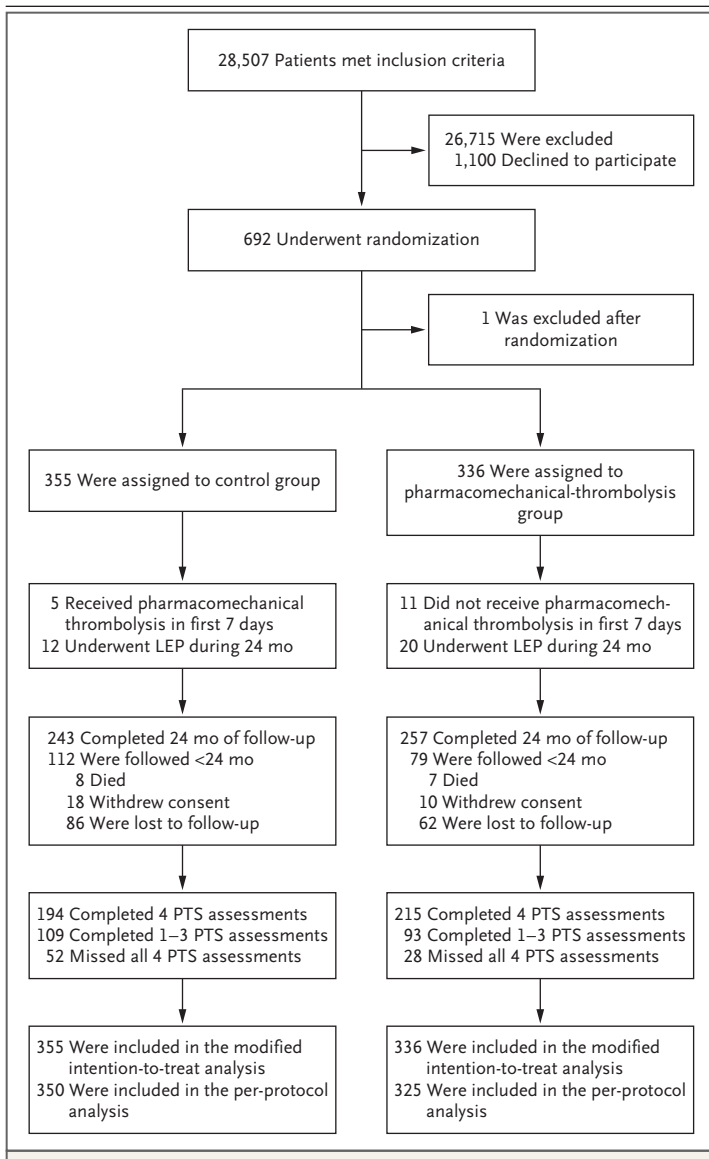 28,507 Patients met inclusion criteria
26,715 Were excluded
1,100 Declined to participate
692 Underwent randomization
1 Was excluded after
randomization
355 Were assigned to control group
336 Were assigned to
pharmacomechanical-thrombolysis
group
5 Received pharmacomechanical
thrombolysis in first 7 days
12 Underwent LEP during 24 mo
11 Did not receive pharmacomech-
anical thrombolysis in first 7 days
20 Underwent LEP during 24 mo
243 Completed 24 mo of follow-up
112 Were followed <24 mo
8 Died
18 Withdrew consent
86 Were lost to follow-up
257 Completed 24 mo of follow-up
79 Were followed <24 mo
7 Died
10 Withdrew consent
62 Were lost to follow-up
194 Completed 4 PTS assessments
109 Completed 1–3 PTS assessments
52 Missed all 4 PTS assessments
215 Completed 4 PTS assessments
93 Completed 1–3 PTS assessments
28 Missed all 4 PTS assessments
355 Were included in the modified
intention-to-treat analysis
350 Were included in the per-protocol
analysis
336 Were included in the modified
intention-to-treat analysis
325 Were included in the per-protocol
analysis